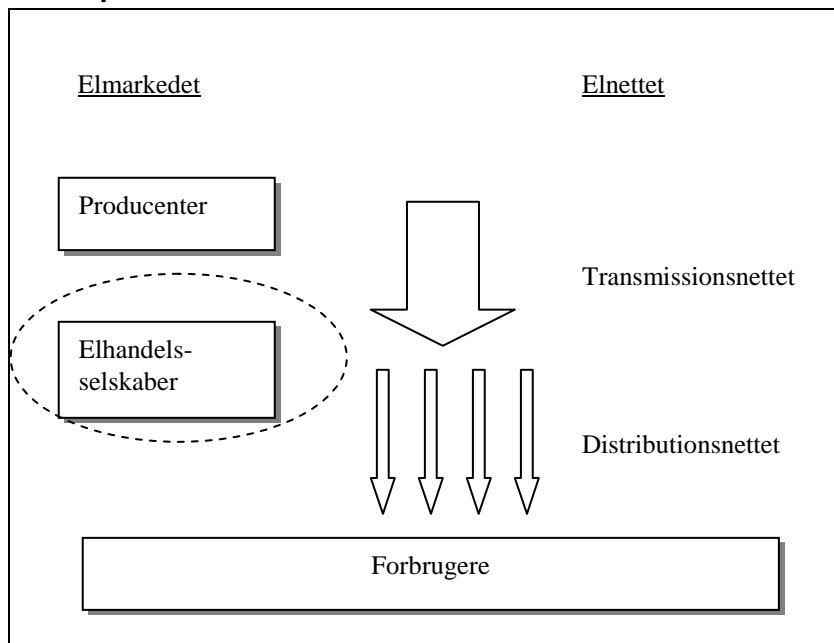 Elmarkedet
Elnettet
Producenter
Transmissionsnettet
Elhandels-
selskaber
Distributionsnettet
Forbrugere